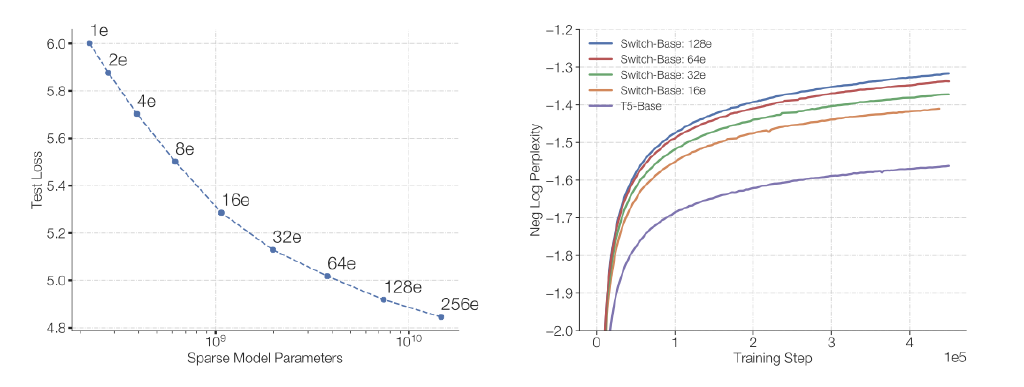 1e
2e
4e
8e
16e
32e
64e
128e
256e
6.0
5.8
5.6
5.4
5.2
5.0
4.8
Test Loss
10⁹
10¹⁰
Sparse Model Parameters
−1.2
−1.3
−1.4
−1.5
−1.6
−1.7
−1.8
−1.9
−2.0
Neg Log Perplexity
Switch-Base: 128e
Switch-Base: 64e
Switch-Base: 32e
Switch-Base: 16e
T5-Base
0
1
2
3
4
1e5
Training Step